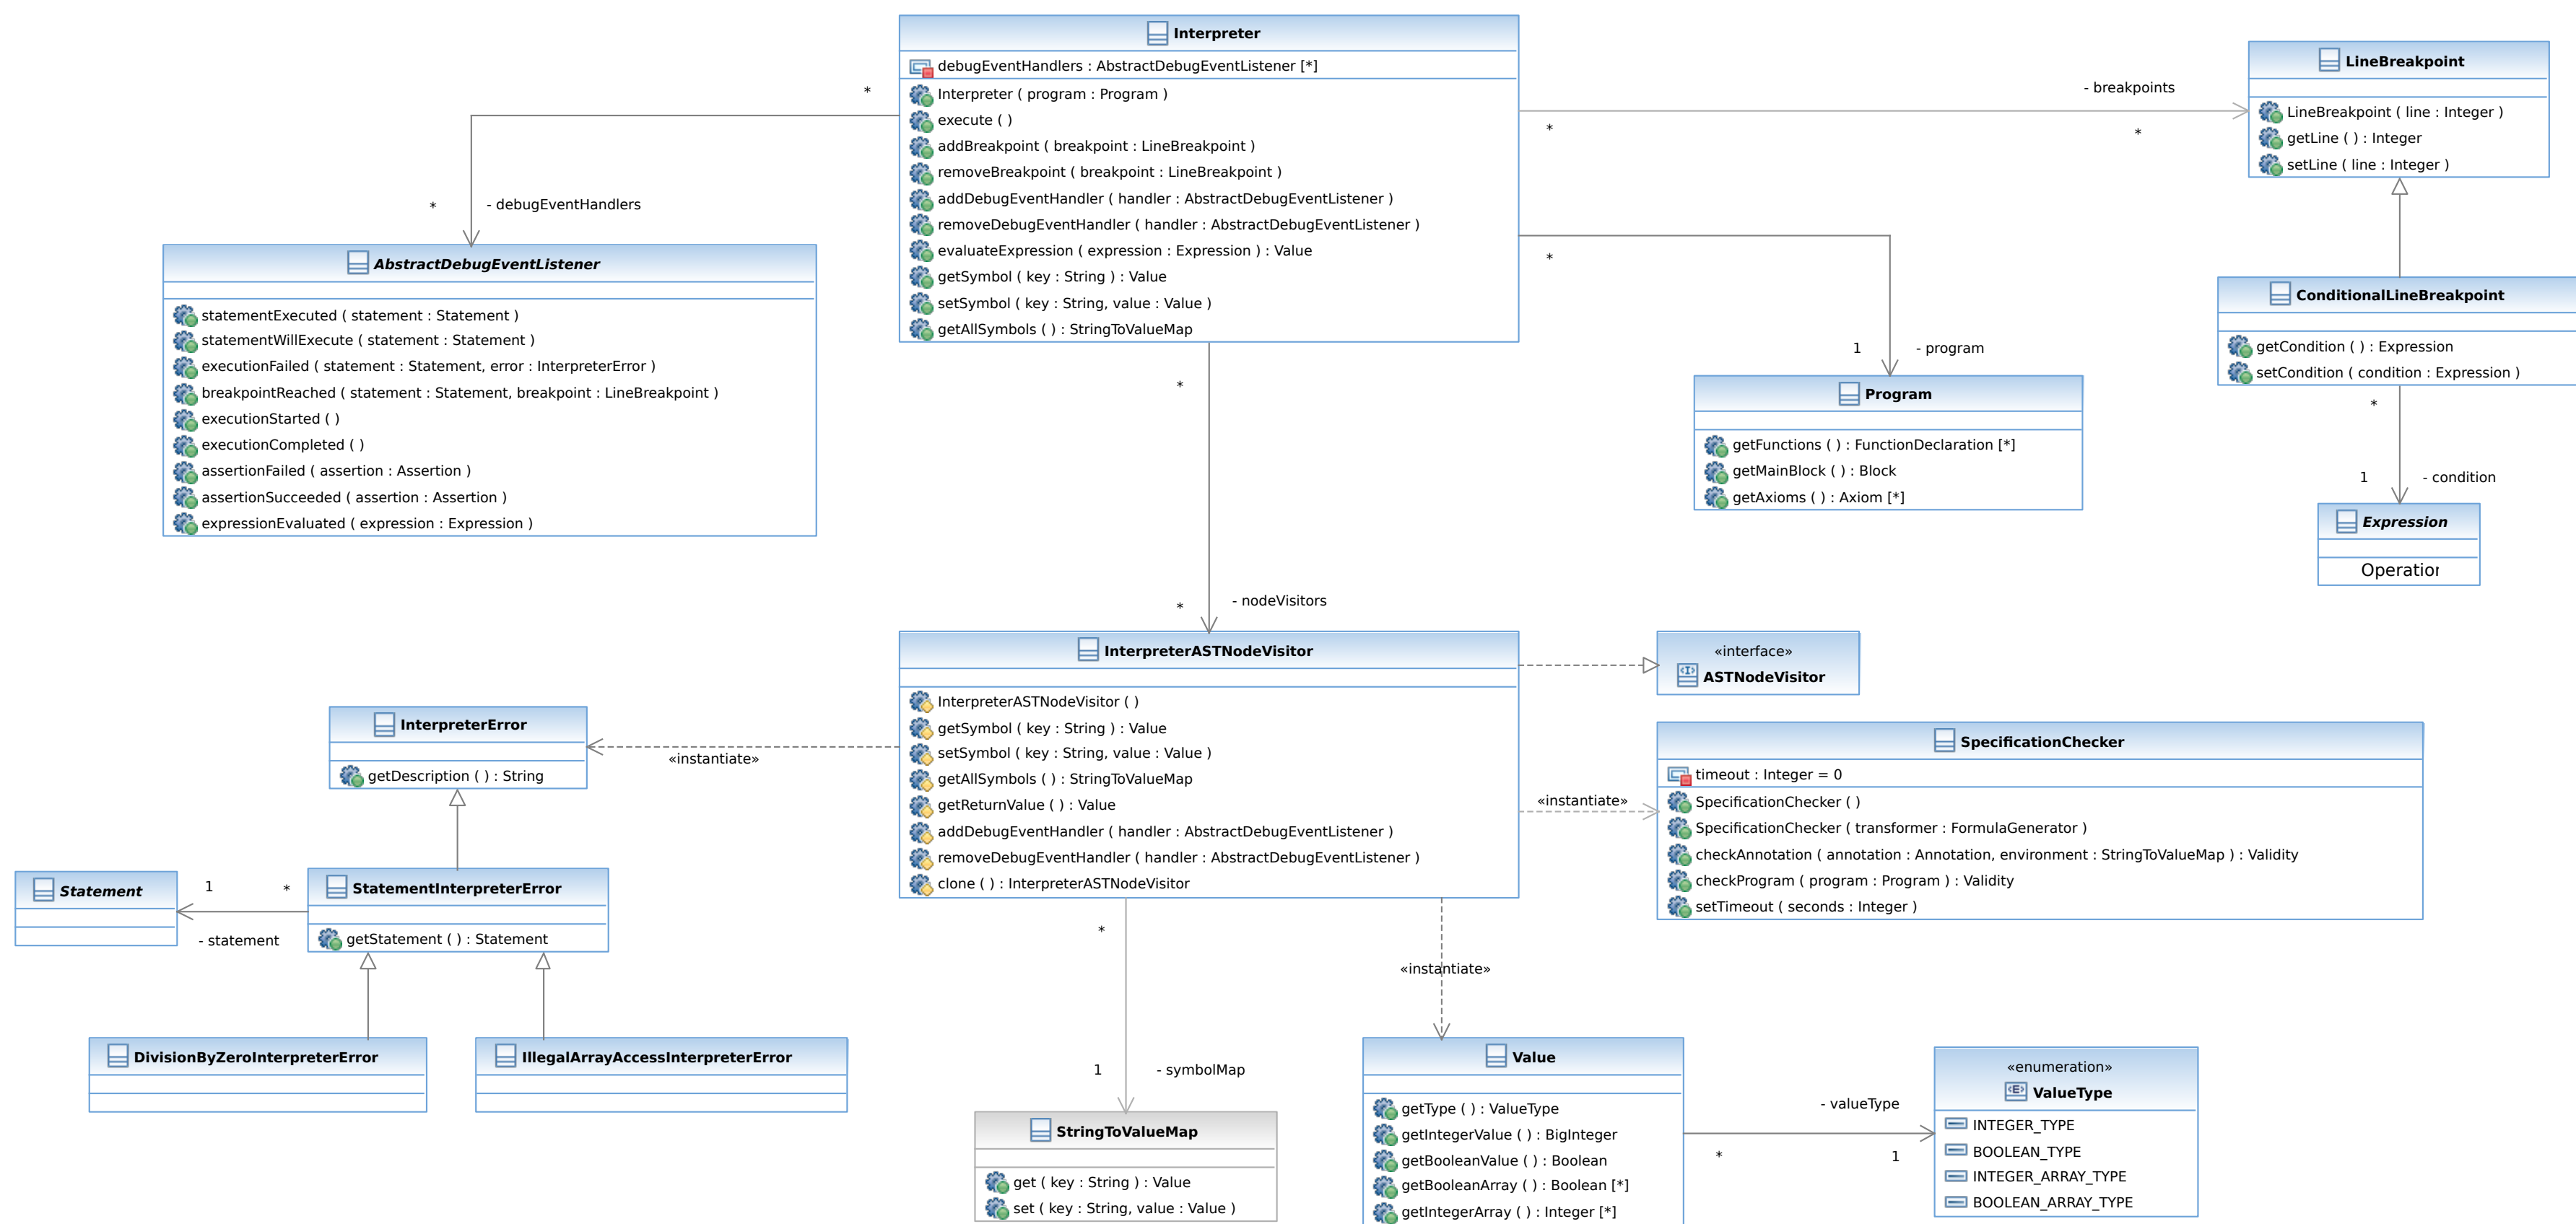 Interpreter
debugEventHandlers : AbstractDebugEventListener [*]
Interpreter ( program : Program )
execute ( )
addBreakpoint ( breakpoint : LineBreakpoint )
removeBreakpoint ( breakpoint : LineBreakpoint )
addDebugEventHandler ( handler : AbstractDebugEventListener )
removeDebugEventHandler ( handler : AbstractDebugEventListener )
evaluateExpression ( expression : Expression ) : Value
getSymbol ( key : String ) : Value
setSymbol ( key : String, value : Value )
getAllSymbols ( ) : StringToValueMap
*
*
- debugEventHandlers
*
- breakpoints
*
LineBreakpoint
LineBreakpoint ( line : Integer )
getLine ( ) : Integer
setLine ( line : Integer )
AbstractDebugEventListener
statementExecuted ( statement : Statement )
statementWillExecute ( statement : Statement )
executionFailed ( statement : Statement, error : InterpreterError )
breakpointReached ( statement : Statement, breakpoint : LineBreakpoint )
executionStarted ( )
executionCompleted ( )
assertionFailed ( assertion : Assertion )
assertionSucceeded ( assertion : Assertion )
expressionEvaluated ( expression : Expression )
*
1
- program
Program
getFunctions ( ) : FunctionDeclaration [*]
getMainBlock ( ) : Block
getAxioms ( ) : Axiom [*]
ConditionalLineBreakpoint
getCondition ( ) : Expression
setCondition ( condition : Expression )
*
1
- condition
Expression
Operatior
*
*
- nodeVisitors
InterpreterASTNodeVisitor
InterpreterASTNodeVisitor ( )
getSymbol ( key : String ) : Value
setSymbol ( key : String, value : Value )
getAllSymbols ( ) : StringToValueMap
getReturnValue ( ) : Value
addDebugEventHandler ( handler : AbstractDebugEventListener )
removeDebugEventHandler ( handler : AbstractDebugEventListener )
clone ( ) : InterpreterASTNodeVisitor
«interface»
ASTNodeVisitor
InterpreterError
getDescription ( ) : String
«instantiate»
«instantiate»
SpecificationChecker
timeout : Integer = 0
SpecificationChecker ( )
SpecificationChecker ( transformer : FormulaGenerator )
checkAnnotation ( annotation : Annotation, environment : StringToValueMap ) : Validity
checkProgram ( program : Program ) : Validity
setTimeout ( seconds : Integer )
Statement
1
*
- statement
StatementInterpreterError
getStatement ( ) : Statement
DivisionByZeroInterpreterError
IllegalArrayAccessInterpreterError
*
1
- symbolMap
«instantiate»
StringToValueMap
get ( key : String ) : Value
set ( key : String, value : Value )
Value
getType ( ) : ValueType
getIntegerValue ( ) : BigInteger
getBooleanValue ( ) : Boolean
getBooleanArray ( ) : Boolean [*]
getIntegerArray ( ) : Integer [*]
- valueType
*
1
«enumeration»
ValueType
INTEGER_TYPE
BOOLEAN_TYPE
INTEGER_ARRAY_TYPE
BOOLEAN_ARRAY_TYPE